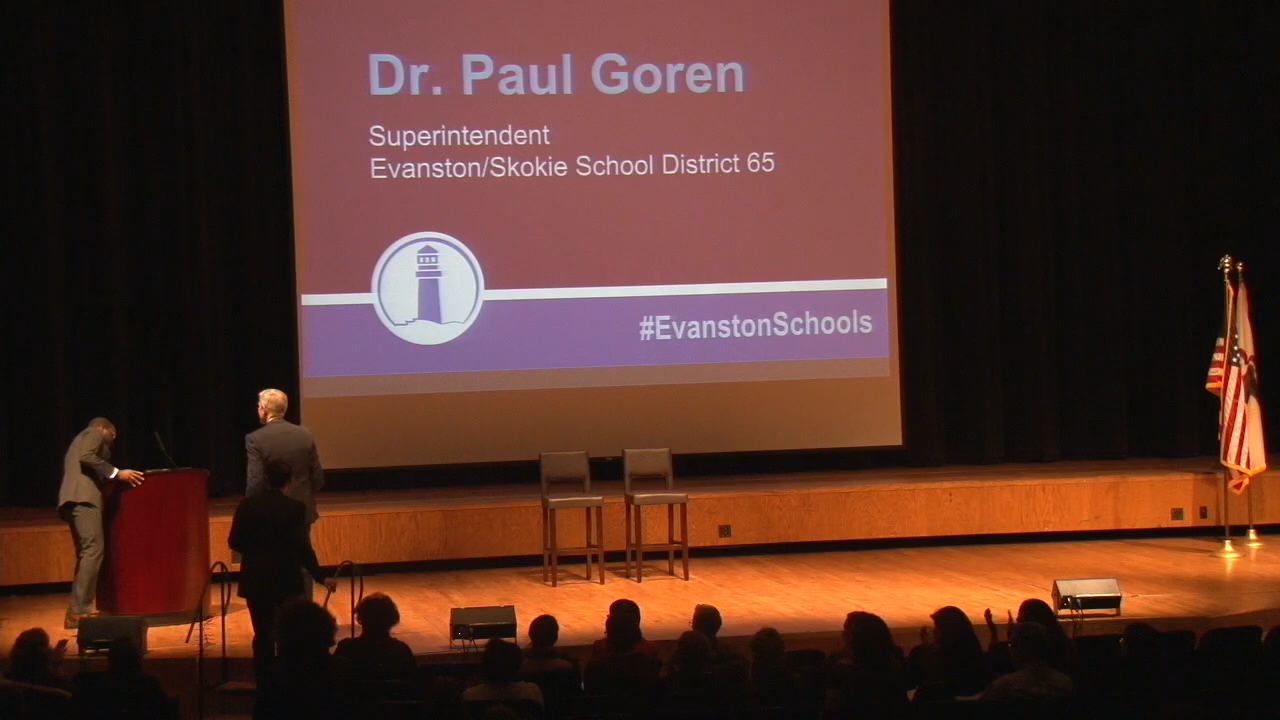 Dr. Paul Goren
Superintendent
Evanston/Skokie School District 65
#EvanstonSchools